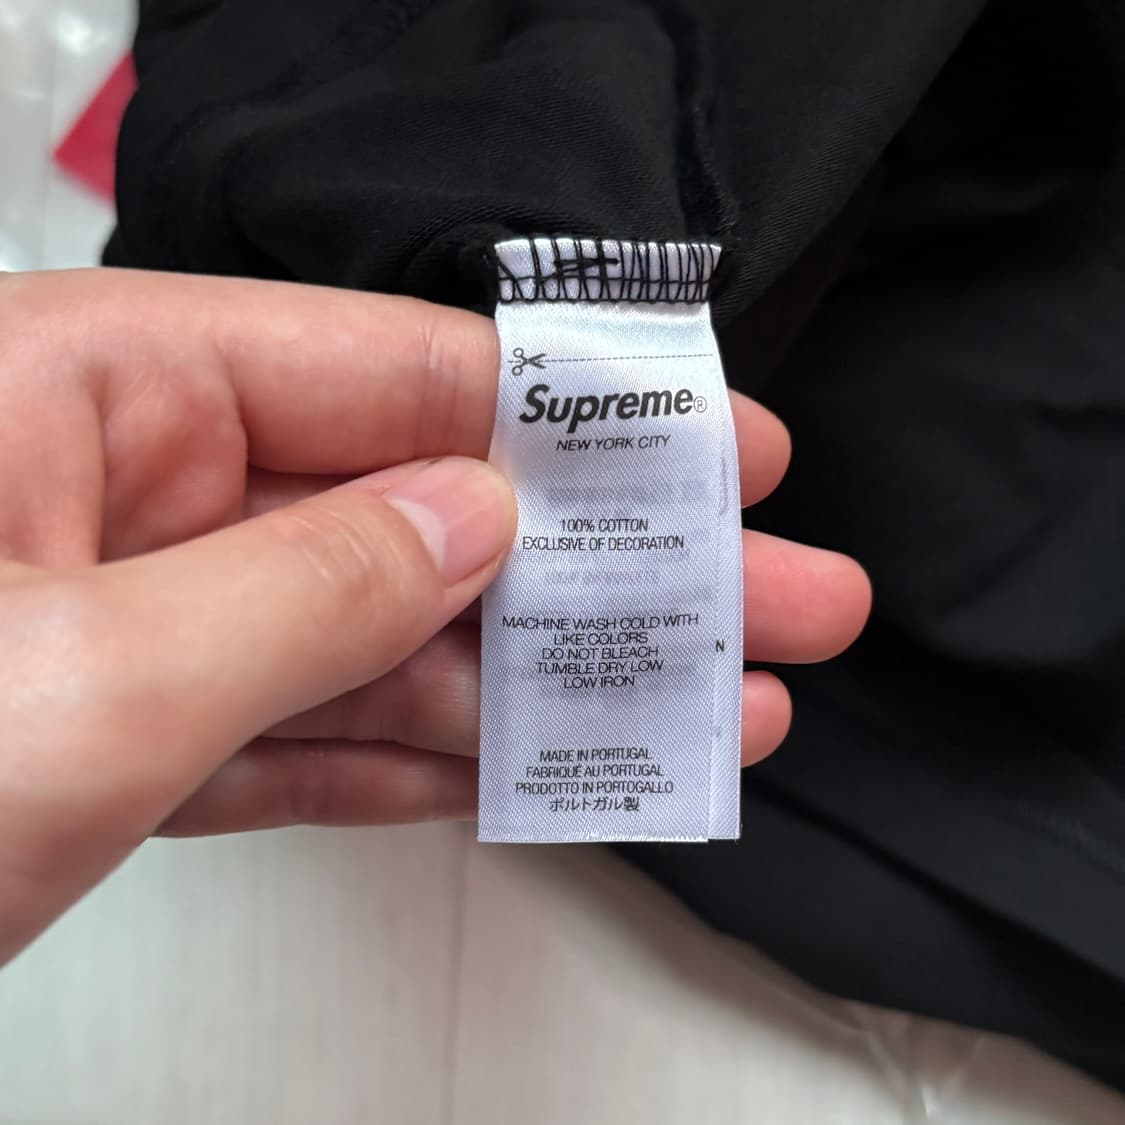 Supreme®
NEW YORK CITY
100% COTTON
EXCLUSIVE OF DECORATION
MACHINE WASH COLD WITH
LIKE COLORS
DO NOT BLEACH
TUMBLE DRY LOW
LOW IRON
N
MADE IN PORTUGAL
FABRIQUÉ AU PORTUGAL
PRODOTTO IN PORTOGALLO
ポルトガル製